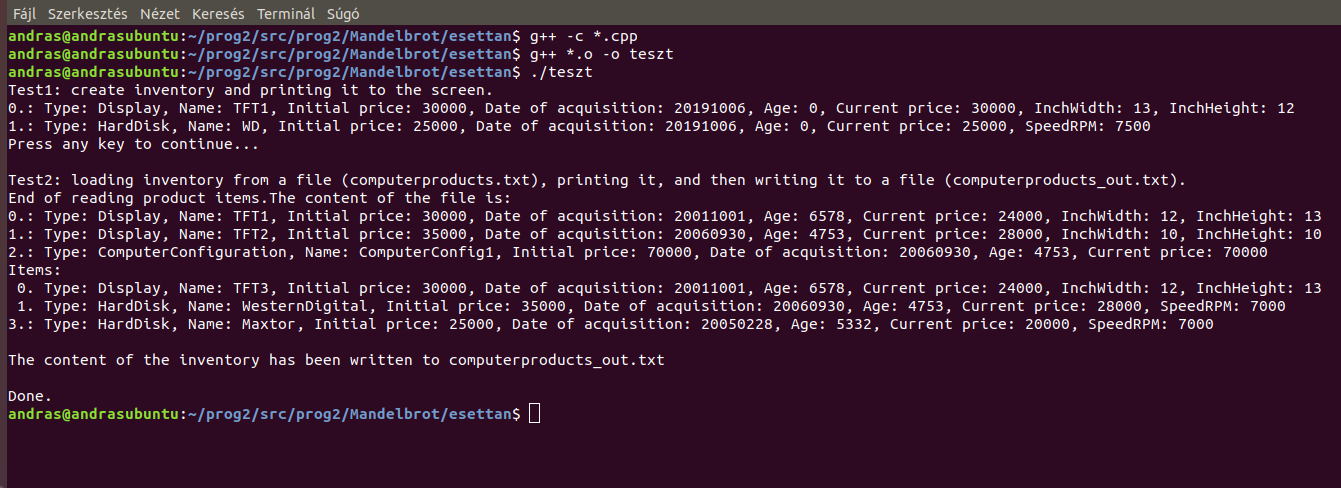 Fájl Szerkesztés Nézet Keresés Terminál Súgó
andras@andrasubuntu:~/prog2/src/prog2/Mandelbrot/esettan$ g++ -c *.cpp
andras@andrasubuntu:~/prog2/src/prog2/Mandelbrot/esettan$ g++ *.o -o teszt
andras@andrasubuntu:~/prog2/src/prog2/Mandelbrot/esettan$ ./teszt
Test1: create inventory and printing it to the screen.
0.: Type: Display, Name: TFT1, Initial price: 30000, Date of acquisition: 20191006, Age: 0, Current price: 30000, InchWidth: 13, InchHeight: 12
1.: Type: HardDisk, Name: WD, Initial price: 25000, Date of acquisition: 20191006, Age: 0, Current price: 25000, SpeedRPM: 7500
Press any key to continue...
Test2: loading inventory from a file (computerproducts.txt), printing it, and then writing it to a file (computerproducts_out.txt).
End of reading product items.The content of the file is:
0.: Type: Display, Name: TFT1, Initial price: 30000, Date of acquisition: 20011001, Age: 6578, Current price: 24000, InchWidth: 12, InchHeight: 13
1.: Type: Display, Name: TFT2, Initial price: 35000, Date of acquisition: 20060930, Age: 4753, Current price: 28000, InchWidth: 10, InchHeight: 10
2.: Type: ComputerConfiguration, Name: ComputerConfig1, Initial price: 70000, Date of acquisition: 20060930, Age: 4753, Current price: 70000
Items:
 0. Type: Display, Name: TFT3, Initial price: 30000, Date of acquisition: 20011001, Age: 6578, Current price: 24000, InchWidth: 12, InchHeight: 13
 1. Type: HardDisk, Name: WesternDigital, Initial price: 35000, Date of acquisition: 20060930, Age: 4753, Current price: 28000, SpeedRPM: 7000
3.: Type: HardDisk, Name: Maxtor, Initial price: 25000, Date of acquisition: 20050228, Age: 5332, Current price: 20000, SpeedRPM: 7000
The content of the inventory has been written to computerproducts_out.txt
Done.
andras@andrasubuntu:~/prog2/src/prog2/Mandelbrot/esettan$